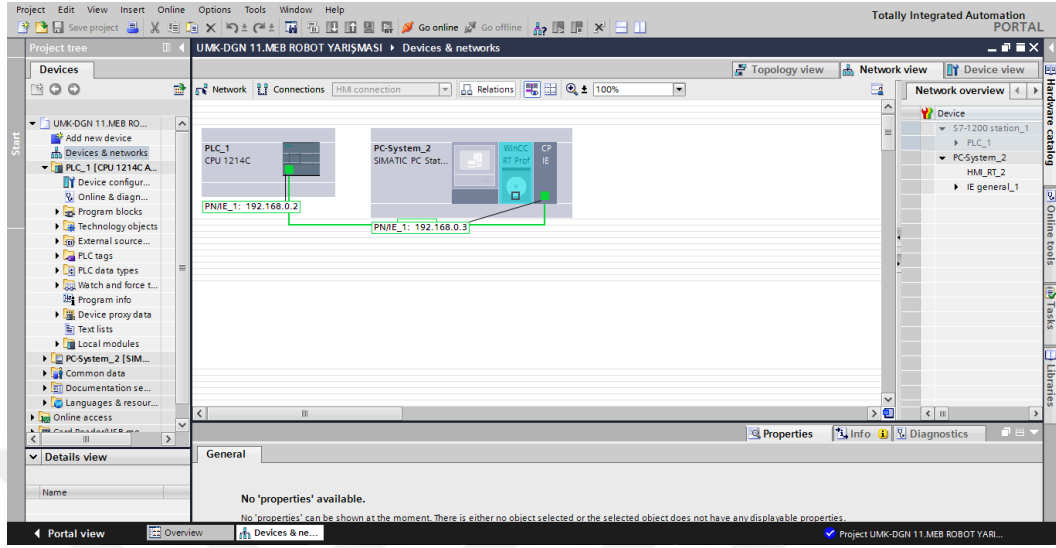 Project Edit View Insert Online Options Tools Window Help
Totally Integrated Automation
PORTAL
Save project Go online Go offline
Project tree
UMK-DGN 11.MEB ROBOT YARIŞMASI Devices & networks
Devices
Topology view Network view Device view
Network Connections HMI connection Relations 100%
Network overview
Device
S7-1200 station_1
PLC_1
PC-System_2
HMI_RT_2
IE general_1
UMK-DGN 11.MEB RO...
Add new device
Devices & networks
PLC_1 [CPU 1214C A...
Device configur...
Online & diagn...
Program blocks
Technology objects
External source...
PLC tags
PLC data types
Watch and force t...
Program info
Device proxy data
Text lists
Local modules
PC-System_2 [SIM...
Common data
Documentation se...
Languages & resour...
Online access
Card Reader/USB me...
PLC_1
CPU 1214C
PC-System_2
SIMATIC PC Stat...
WinCC
RT Prof
CP
IE
PN/IE_1: 192.168.0.2
PN/IE_1: 192.168.0.3
Start
Hardware catalog
Online tools
Tasks
Libraries
Properties Info Diagnostics
Details view
Name
General
No 'properties' available.
No 'properties' can be shown at the moment. There is either no object selected or the selected object does not have any displayable properties.
Portal view Overview Devices & ne...
Project UMK-DGN 11.MEB ROBOT YARI...